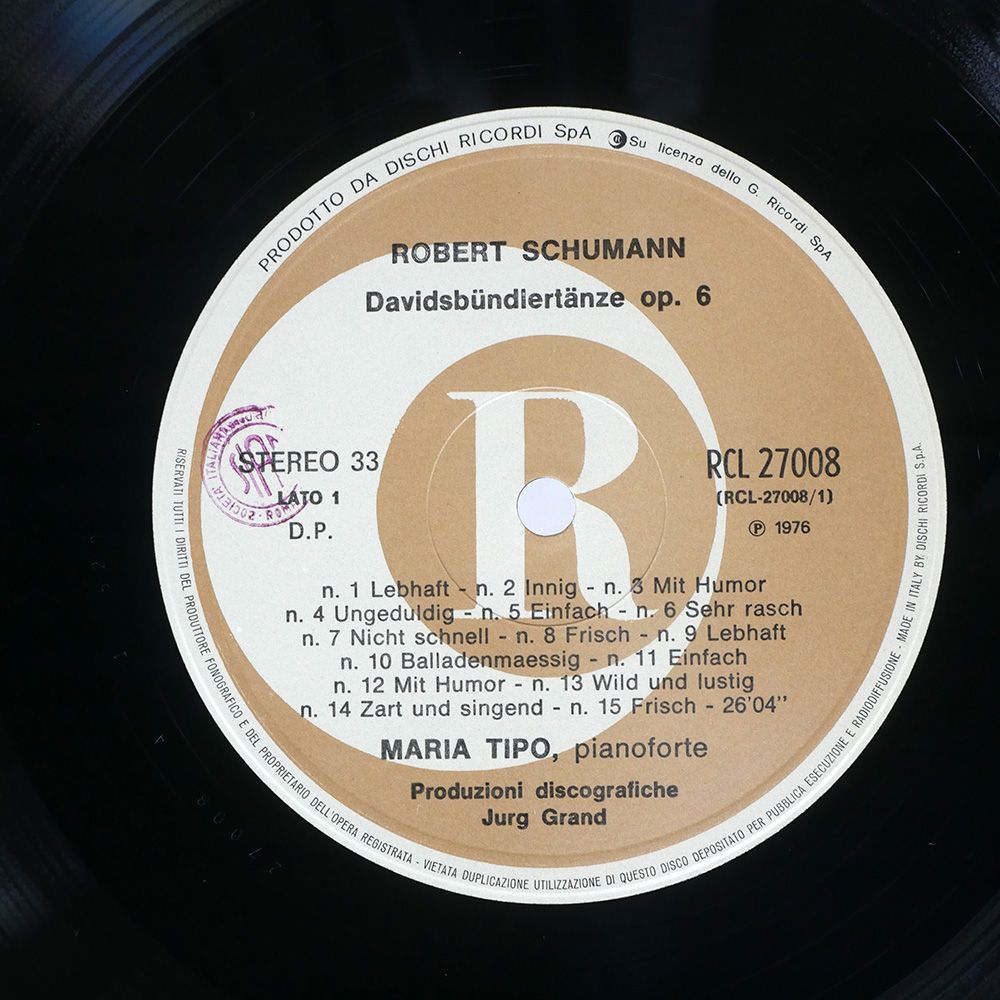 PRODOTTO DA DISCHI RICORDI SpA Su licenza della G. Ricordi SpA
ROBERT SCHUMANN
Davidsbündlertänze op. 6
R
SOCIETA' ITALIANA
STEREO 33
LATO 1
D.P.
RCL 27008
(RCL-27008/1)
Ⓟ 1976
n. 1 Lebhaft - n. 2 Innig - n. 3 Mit Humor
n. 4 Ungeduldig - n. 5 Einfach - n. 6 Sehr rasch
n. 7 Nicht schnell - n. 8 Frisch - n. 9 Lebhaft
n. 10 Balladenmaessig - n. 11 Einfach
n. 12 Mit Humor - n. 13 Wild und lustig
n. 14 Zart und singend - n. 15 Frisch - 26'04"
MARIA TIPO, pianoforte
Produzioni discografiche
Jurg Grand
RISERVATI TUTTI I DIRITTI DEL PRODUTTORE FONOGRAFICO E DEL PROPRIETARIO DELL'OPERA REGISTRATA - VIETATA DUPLICAZIONE UTILIZZAZIONE DI QUESTO DISCO DEPOSITATO PER PUBBLICA ESECUZIONE E RADIODIFFUSIONE - MADE IN ITALY BY DISCHI RICORDI S.p.A.